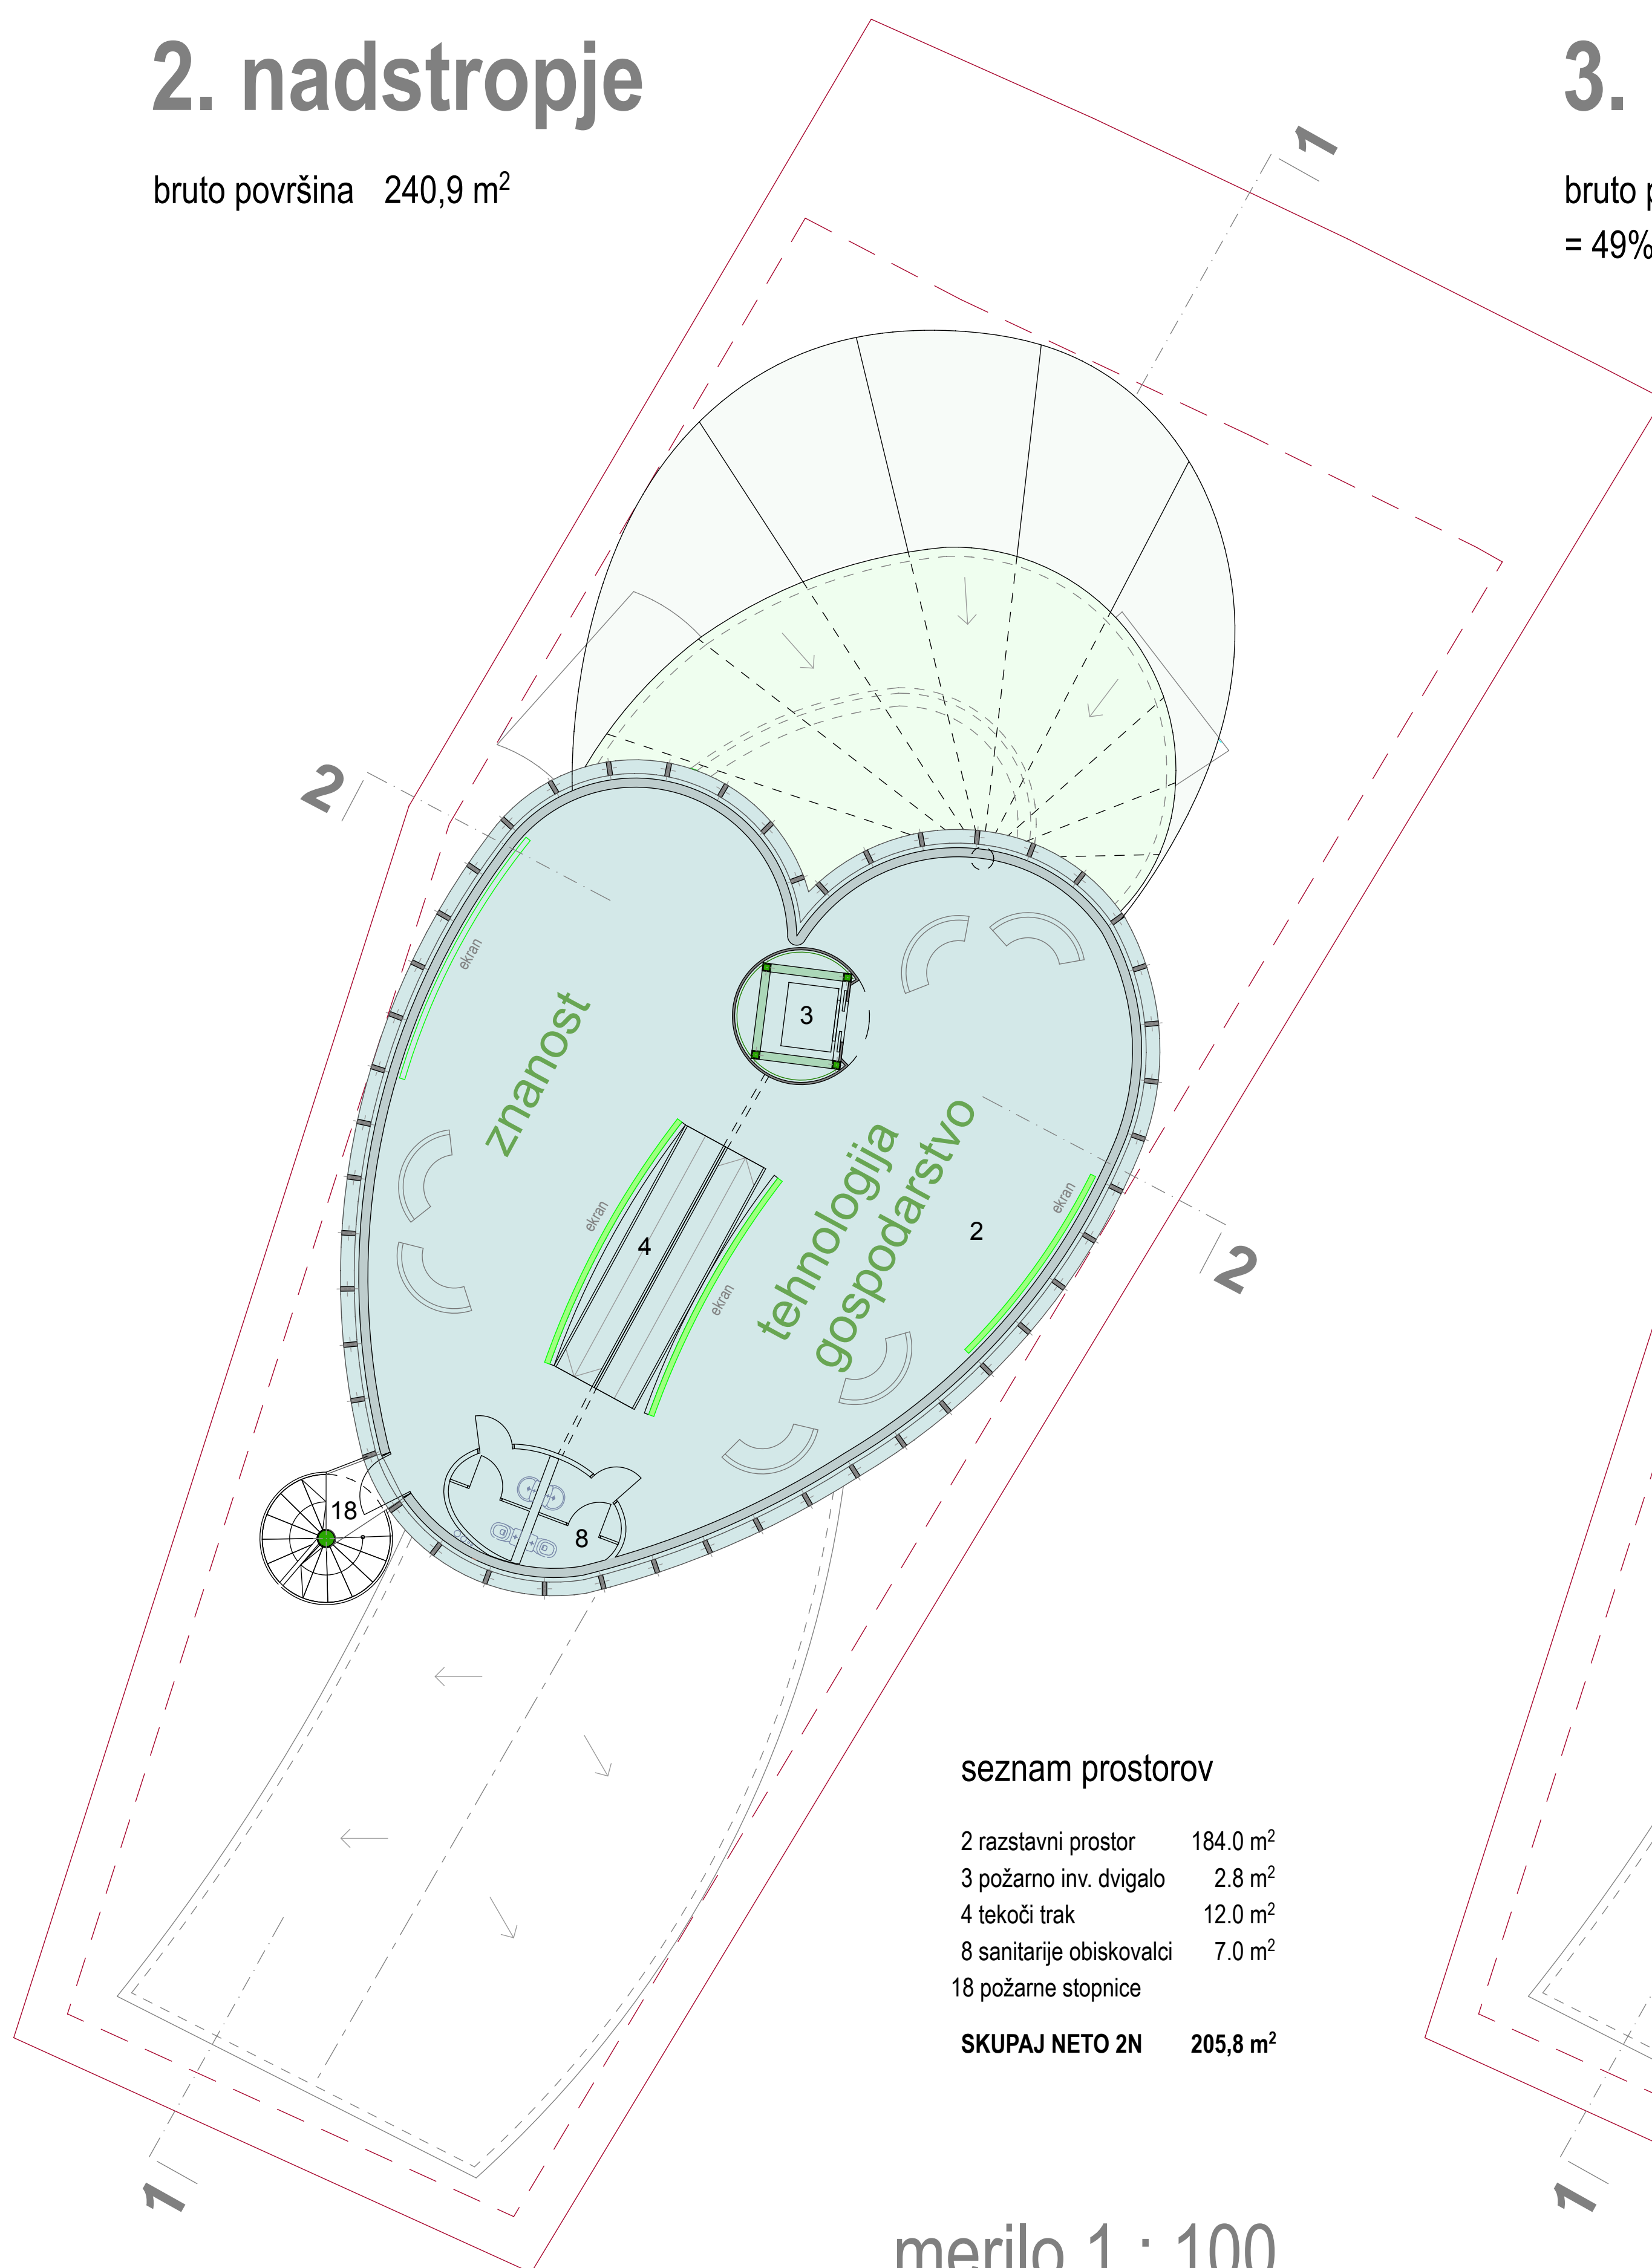 2. nadstropje
bruto površina 240,9 m²
3.
bruto
= 49%
1
2
ekran
znanost
3
ekran
4
ekran
tehnologija
gospodarstvo
2
ekran
2
18
8
seznam prostorov
2 razstavni prostor 184.0 m²
3 požarno inv. dvigalo 2.8 m²
4 tekoči trak 12.0 m²
8 sanitarije obiskovalci 7.0 m²
18 požarne stopnice
SKUPAJ NETO 2N 205,8 m²
1
1
merilo 1 : 100